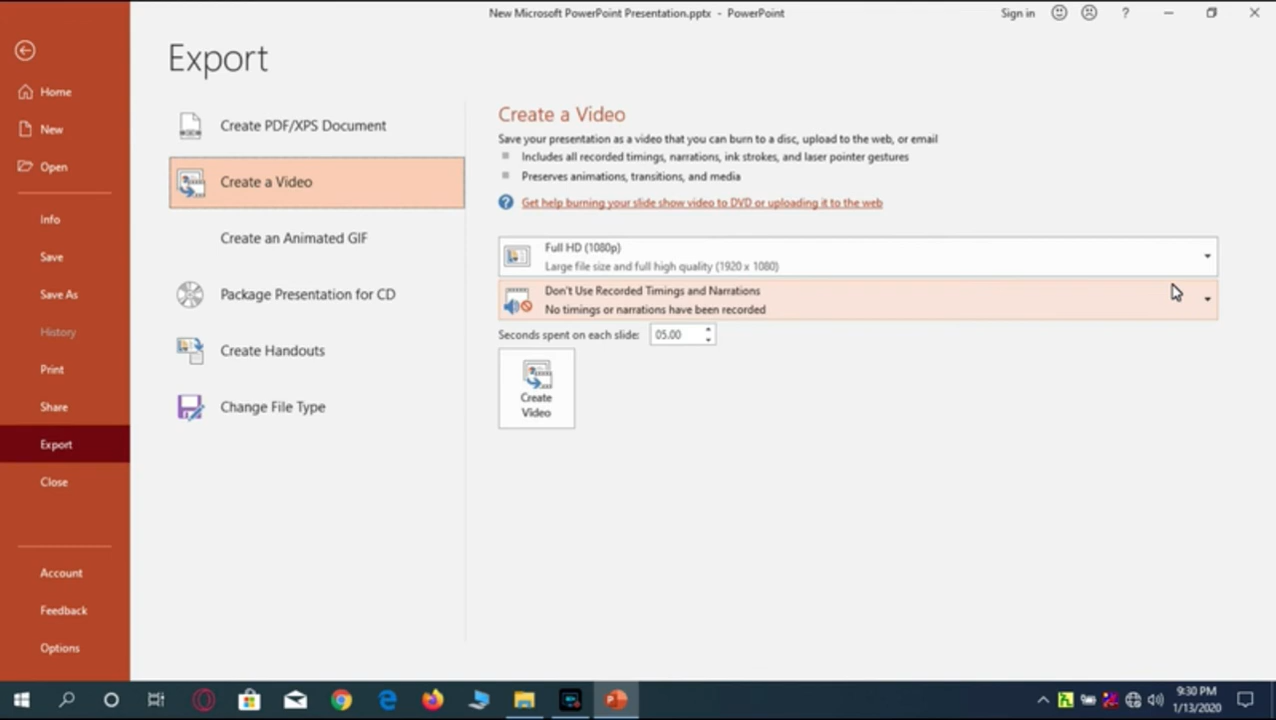 New Microsoft PowerPoint Presentation.pptx - PowerPoint
Sign in
?
Export
Home
New
Open
Info
Save
Save As
History
Print
Share
Export
Close
Account
Feedback
Options
Create PDF/XPS Document
Create a Video
Create an Animated GIF
Package Presentation for CD
Create Handouts
Change File Type
Create a Video
Save your presentation as a video that you can burn to a disc, upload to the web, or email
Includes all recorded timings, narrations, ink strokes, and laser pointer gestures
Preserves animations, transitions, and media
Get help burning your slide show video to DVD or uploading it to the web
Full HD (1080p)
Large file size and full high quality (1920 x 1080)
Don't Use Recorded Timings and Narrations
No timings or narrations have been recorded
Seconds spent on each slide: 05.00
Create
Video
9:30 PM
1/13/2020